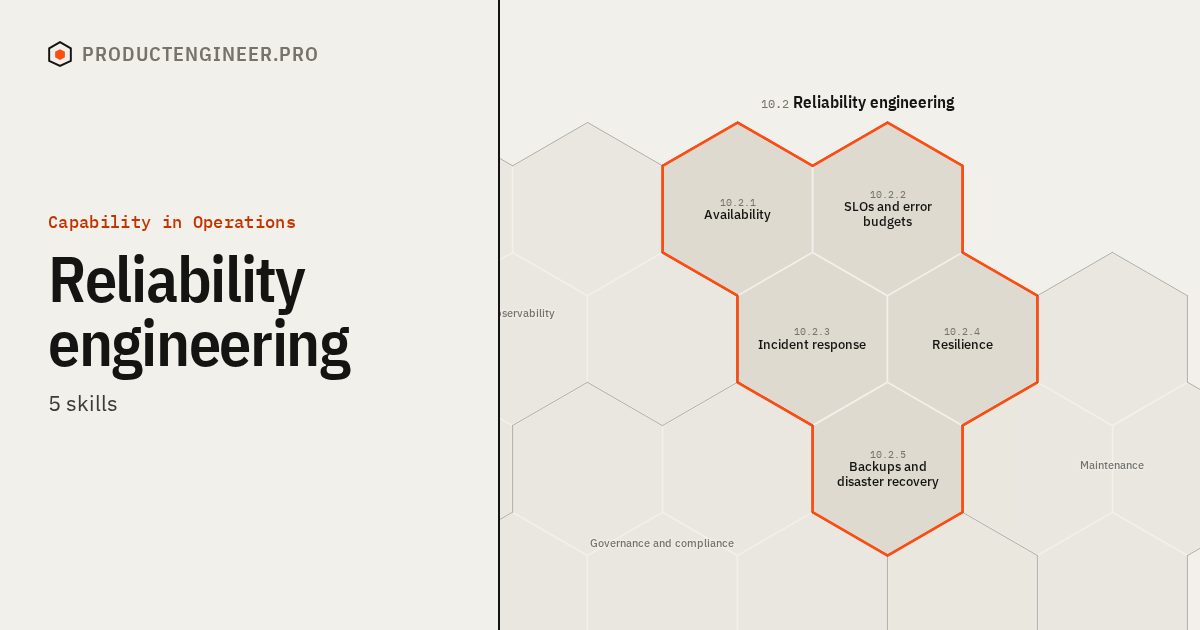 PRODUCTENGINEER.PRO
Capability in Operations
Reliability
engineering
5 skills
10.2 Reliability engineering
10.2.1
Availability
10.2.2
SLOs and error
budgets
10.2.3
Incident response
10.2.4
Resilience
10.2.5
Backups and
disaster recovery
Maintenance
Governance and compliance